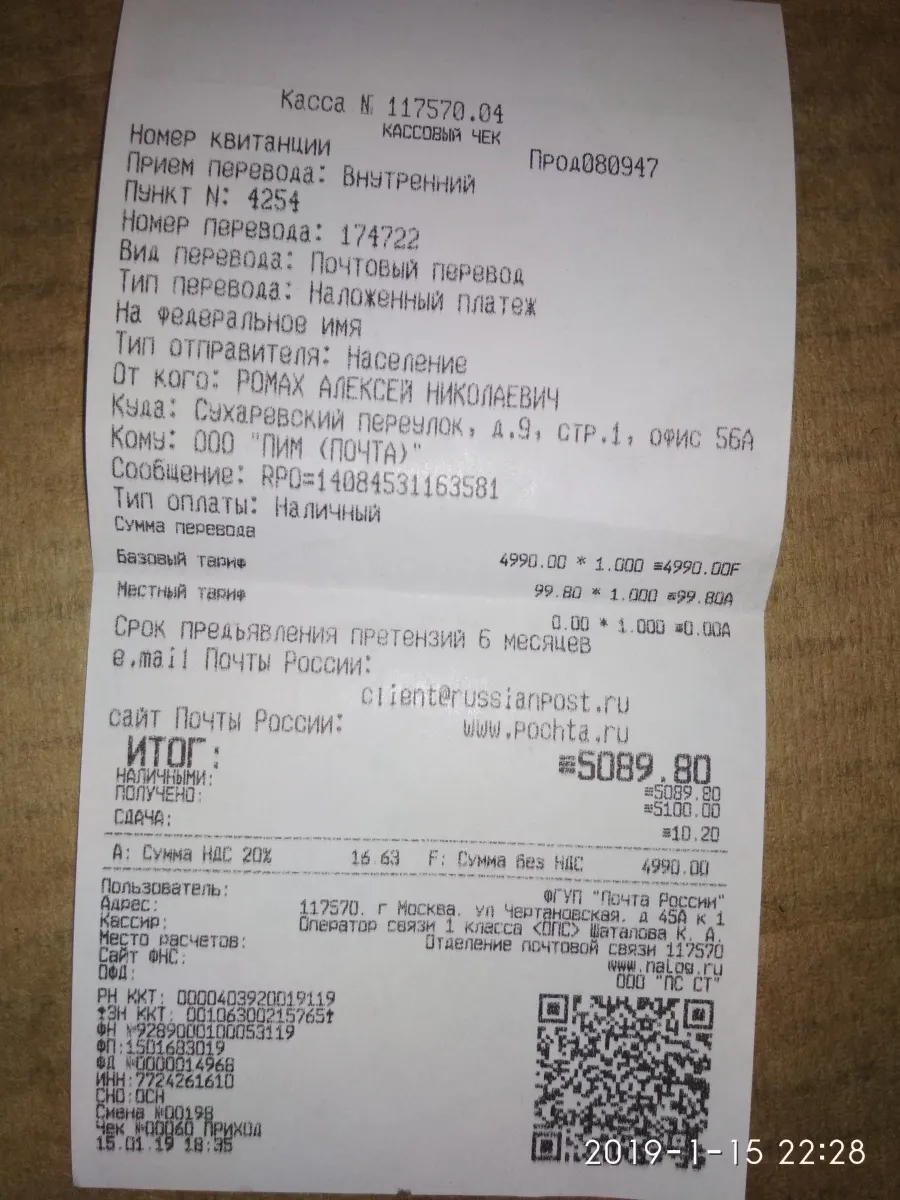 Касса № 117570.04
КАССОВЫЙ ЧЕК
Номер квитанции Прод080947
Прием перевода: Внутренний
Пункт N: 4254
Номер перевода: 174722
Вид перевода: Почтовый перевод
Тип перевода: Наложенный платеж
На федеральное имя
Тип отправителя: Население
От кого: РОМАХ АЛЕКСЕЙ НИКОЛАЕВИЧ
Куда: Сухаревский переулок, д.9, стр.1, офис 56А
Кому: ООО "ПИМ (ПОЧТА)"
Сообщение: RPO=14084531163581
Тип оплаты: Наличный
Сумма перевода
4990.00 * 1.000 ≡4990.00F
Базовый тариф
99.80 * 1.000 ≡99.80А
Местный тариф
0.00 * 1.000 ≡0.00А
Срок предъявления претензий 6 месяцев
e.mail Почты России:
client@russianpost.ru
сайт Почты России: www.pochta.ru
ИТОГ: ≡5089.80
НАЛИЧНЫМИ: ≡5089.80
ПОЛУЧЕНО: ≡5100.00
СДАЧА: ≡10.20
А: Сумма НДС 20% 16.63 F: Сумма без НДС 4990.00
Пользователь: ФГУП "Почта России"
Адрес: 117570, г Москва, ул Чертановская, д 45А к 1
Кассир: Оператор связи 1 класса <ОПС> Шаталова К. А.
Место расчетов: Отделение почтовой связи 117570
Сайт ФНС: www.nalog.ru
ОФД: ООО "ПС СТ"
РН ККТ: 0000403920019119
↑ЗН ККТ: 00106300215765↑
ФН №9289000100053119
ФП:1501683019
ФД №0000014968
ИНН:7724261610
СНО:ОСН
Смена №00198
Чек №00060 ПРИХОД
15.01.19 18:35
2019-1-15 22:28